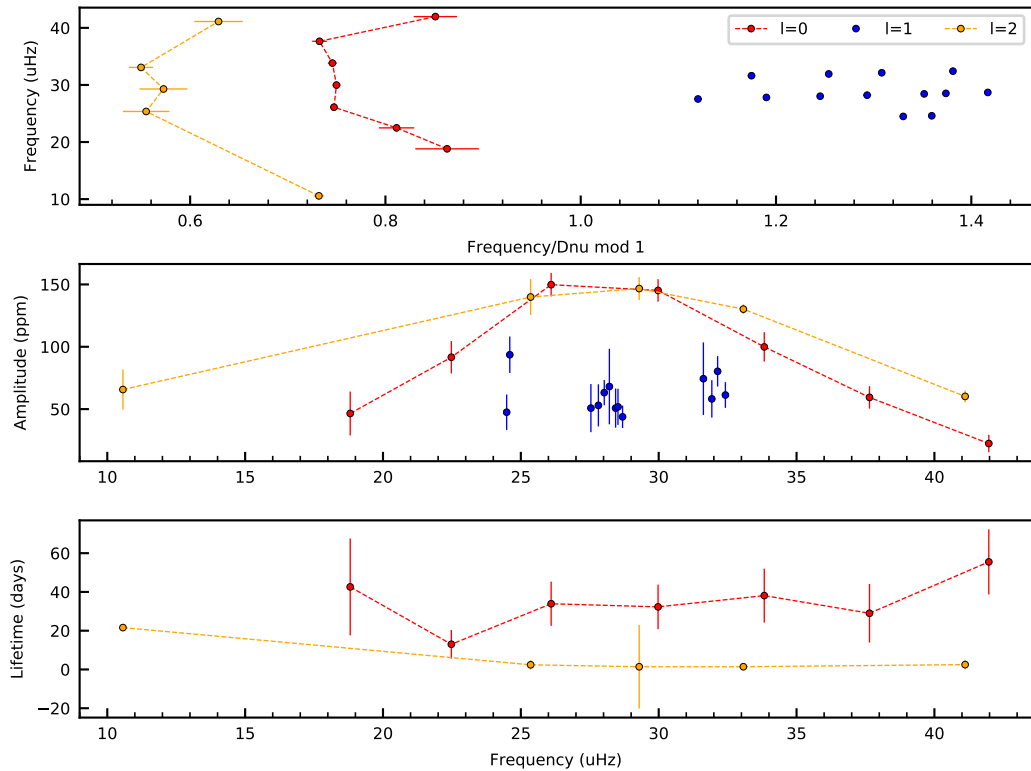 Frequency (uHz)
40
30
20
10
l=0 l=1 l=2
0.6 0.8 1.0 1.2 1.4
Frequency/Dnu mod 1
Amplitude (ppm)
150
100
50
10 15 20 25 30 35 40
Lifetime (days)
60
40
20
0
−20
10 15 20 25 30 35 40
Frequency (uHz)